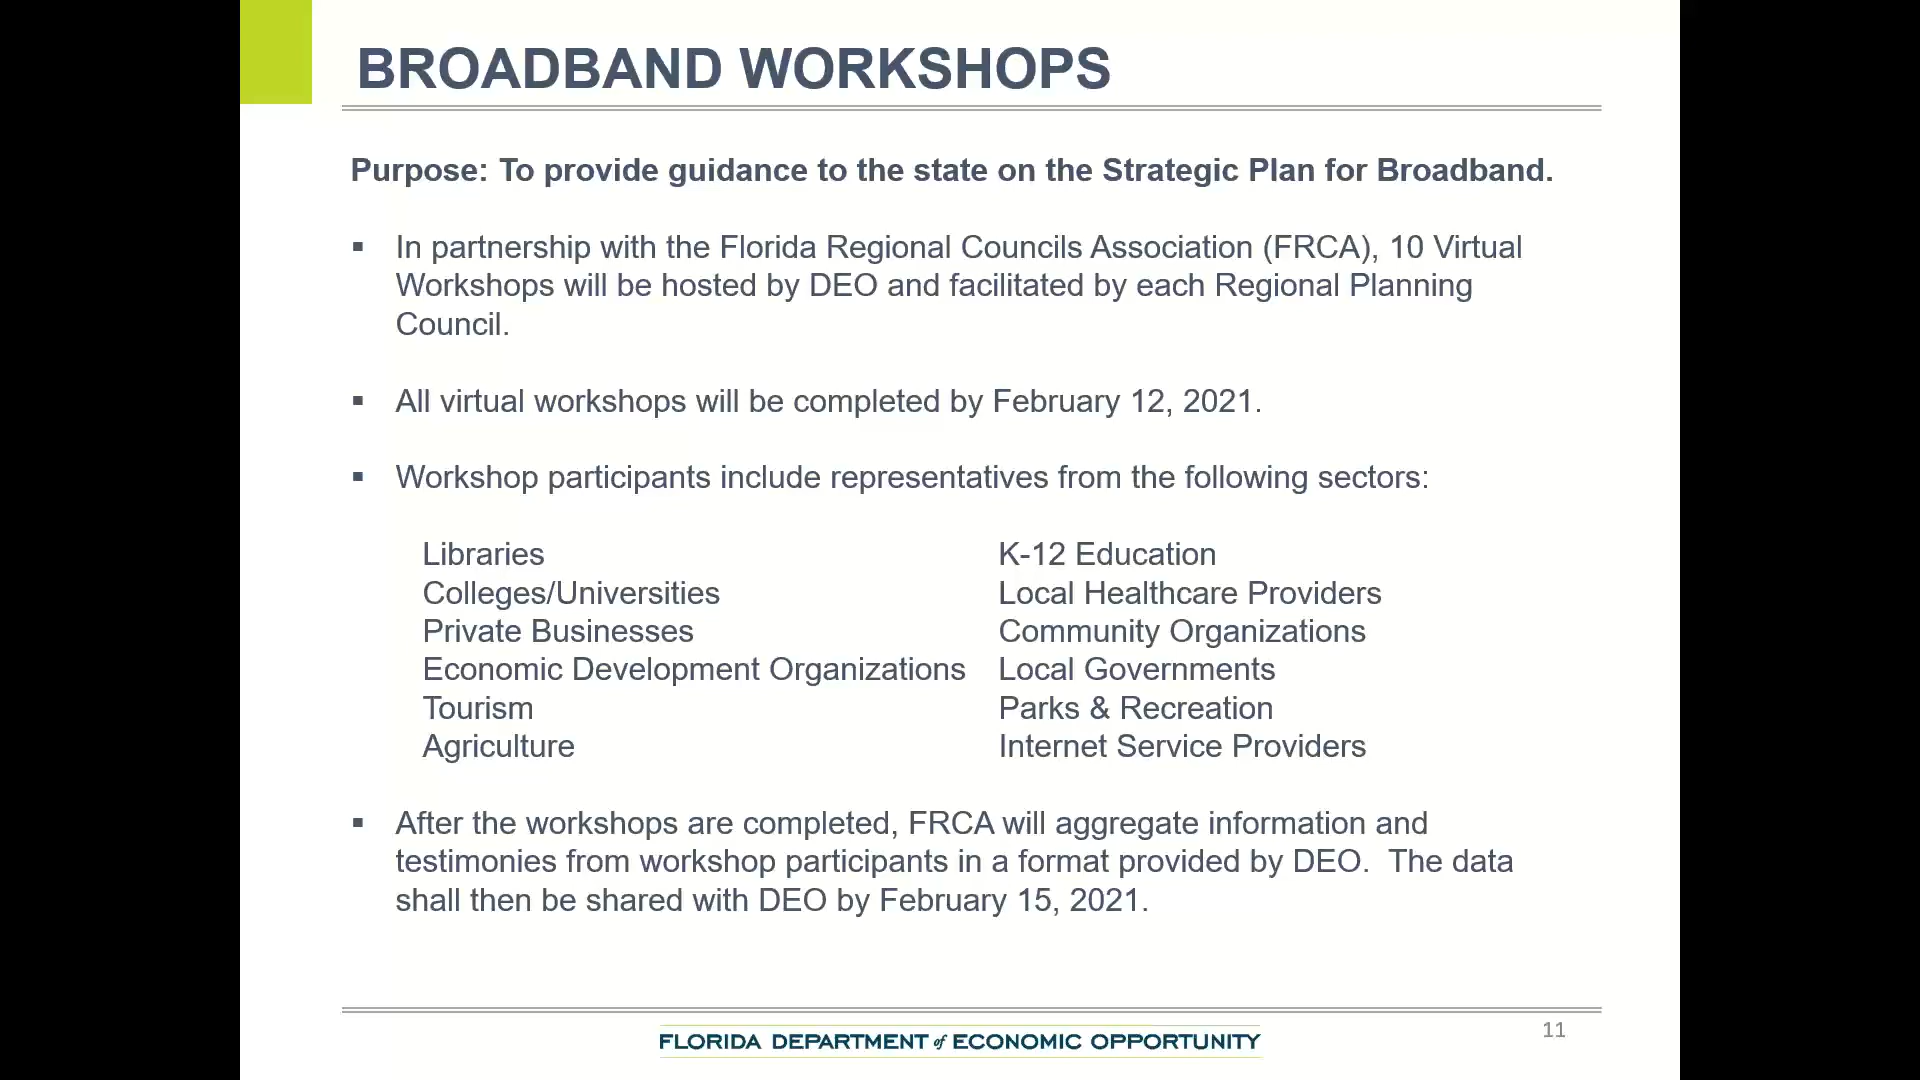 BROADBAND WORKSHOPS
Purpose: To provide guidance to the state on the Strategic Plan for Broadband.
▪ In partnership with the Florida Regional Councils Association (FRCA), 10 Virtual
Workshops will be hosted by DEO and facilitated by each Regional Planning
Council.
▪ All virtual workshops will be completed by February 12, 2021.
▪ Workshop participants include representatives from the following sectors:
Libraries
Colleges/Universities
Private Businesses
Economic Development Organizations
Tourism
Agriculture
K-12 Education
Local Healthcare Providers
Community Organizations
Local Governments
Parks & Recreation
Internet Service Providers
▪ After the workshops are completed, FRCA will aggregate information and
testimonies from workshop participants in a format provided by DEO.  The data
shall then be shared with DEO by February 15, 2021.
FLORIDA DEPARTMENT of ECONOMIC OPPORTUNITY
11